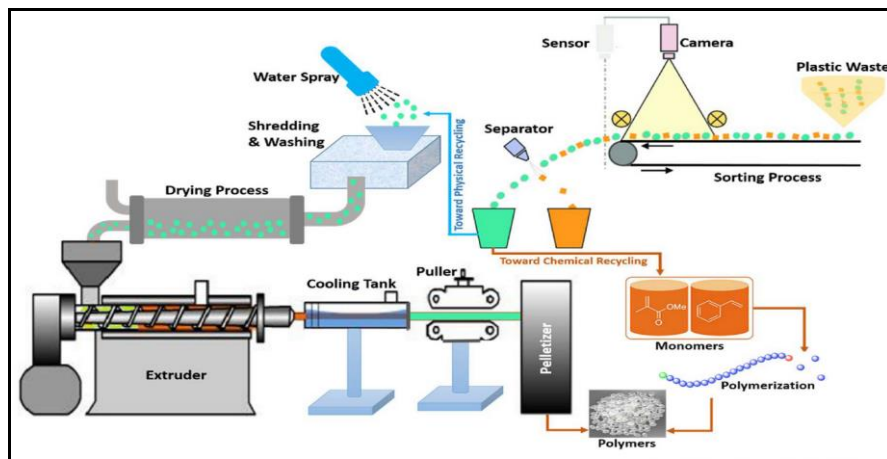 Sensor
Camera
Plastic Waste
Water Spray
Separator
Shredding
& Washing
Toward Physical Recycling
Sorting Process
Drying Process
Toward Chemical Recycling
Cooling Tank
Puller
OMe
O
Monomers
Extruder
Pelletizer
Polymerization
Polymers